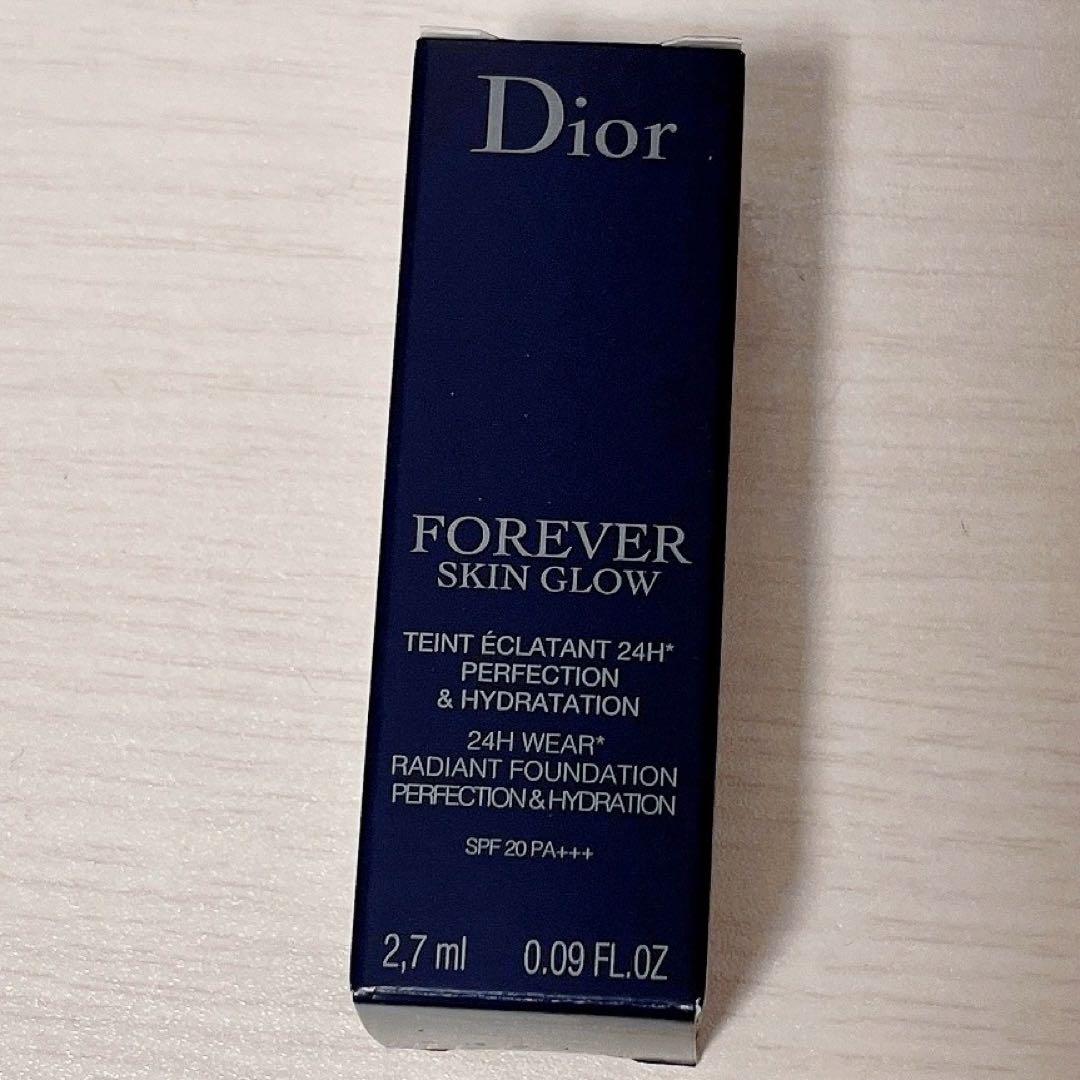 Dior
FOREVER
SKIN GLOW
TEINT ÉCLATANT 24H*
PERFECTION
& HYDRATATION
24H WEAR*
RADIANT FOUNDATION
PERFECTION & HYDRATION
SPF 20 PA+++
2,7 ml 0.09 FL.OZ